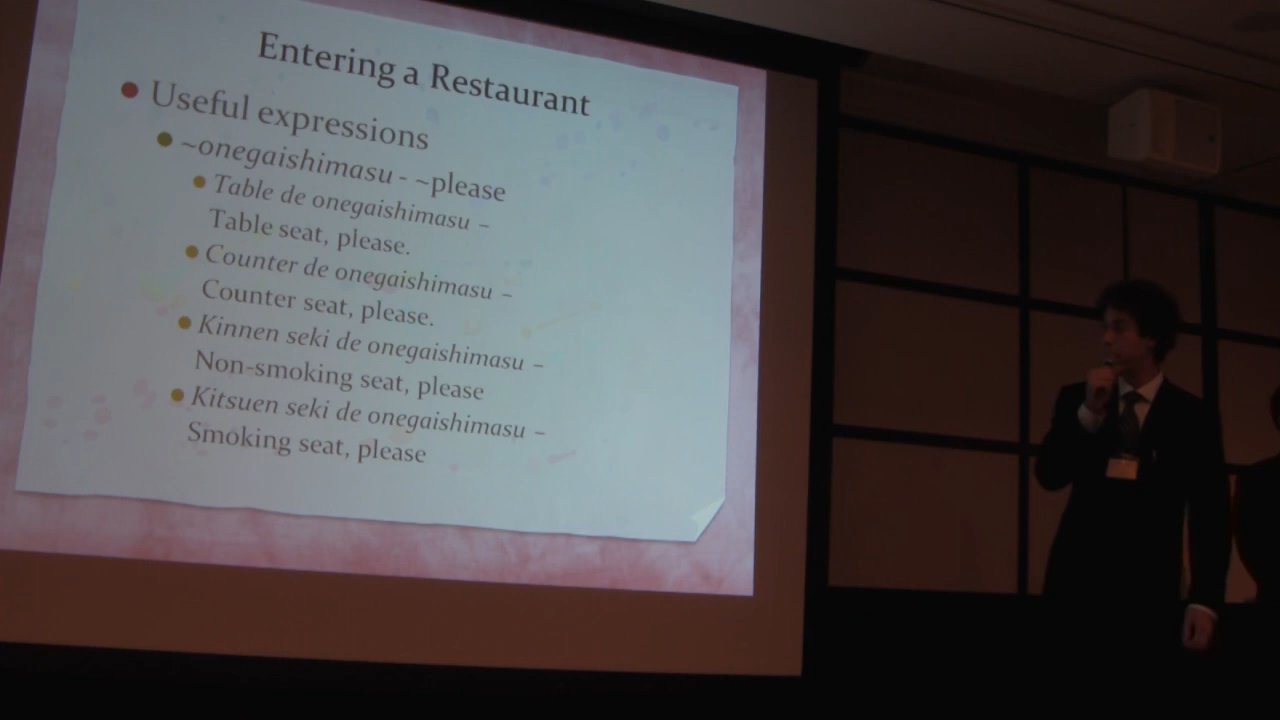 Entering a Restaurant
Useful expressions
~onegaishimasu - ~please
Table de onegaishimasu –
Table seat, please.
Counter de onegaishimasu –
Counter seat, please.
Kinnen seki de onegaishimasu –
Non-smoking seat, please
Kitsuen seki de onegaishimasu –
Smoking seat, please